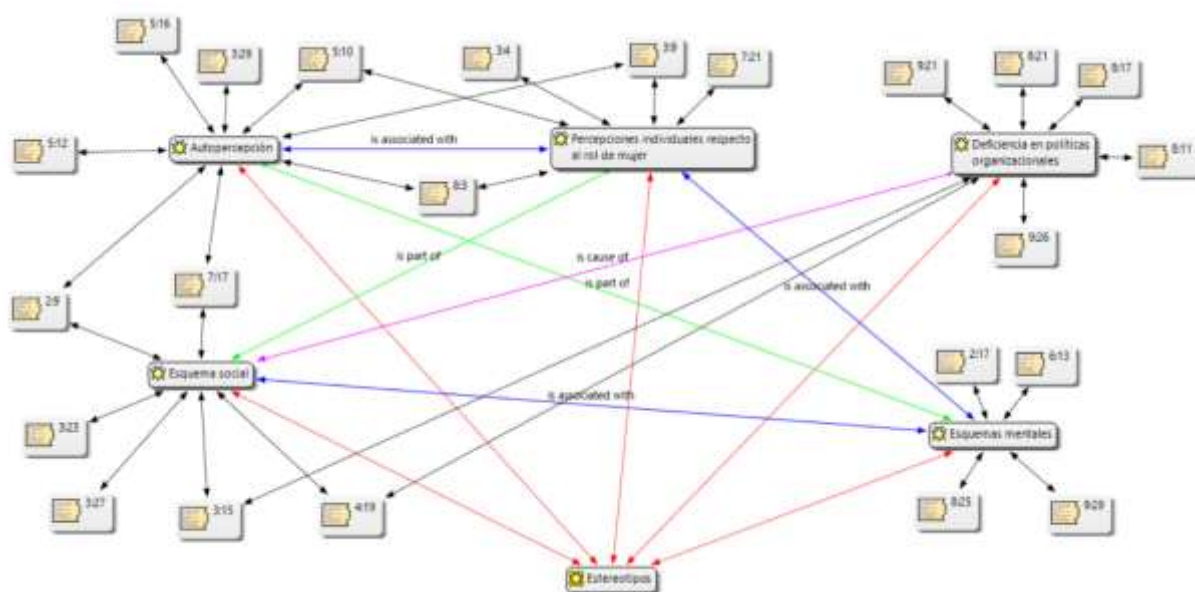 5:16
3:29
5:10
3:4
3:9
7:21
9:21
8:21
8:17
5:12
Autopercepción
is associated with
Percepciones individuales respecto
al rol de mujer
Deficiencia en políticas
organizacionales
8:11
8:3
9:26
is part of
is cause of
is part of
is associated with
2:9
7:17
Esquema social
2:17
6:13
is associated with
3:23
Esquemas mentales
3:27
3:15
4:19
8:25
9:29
Estereotipos